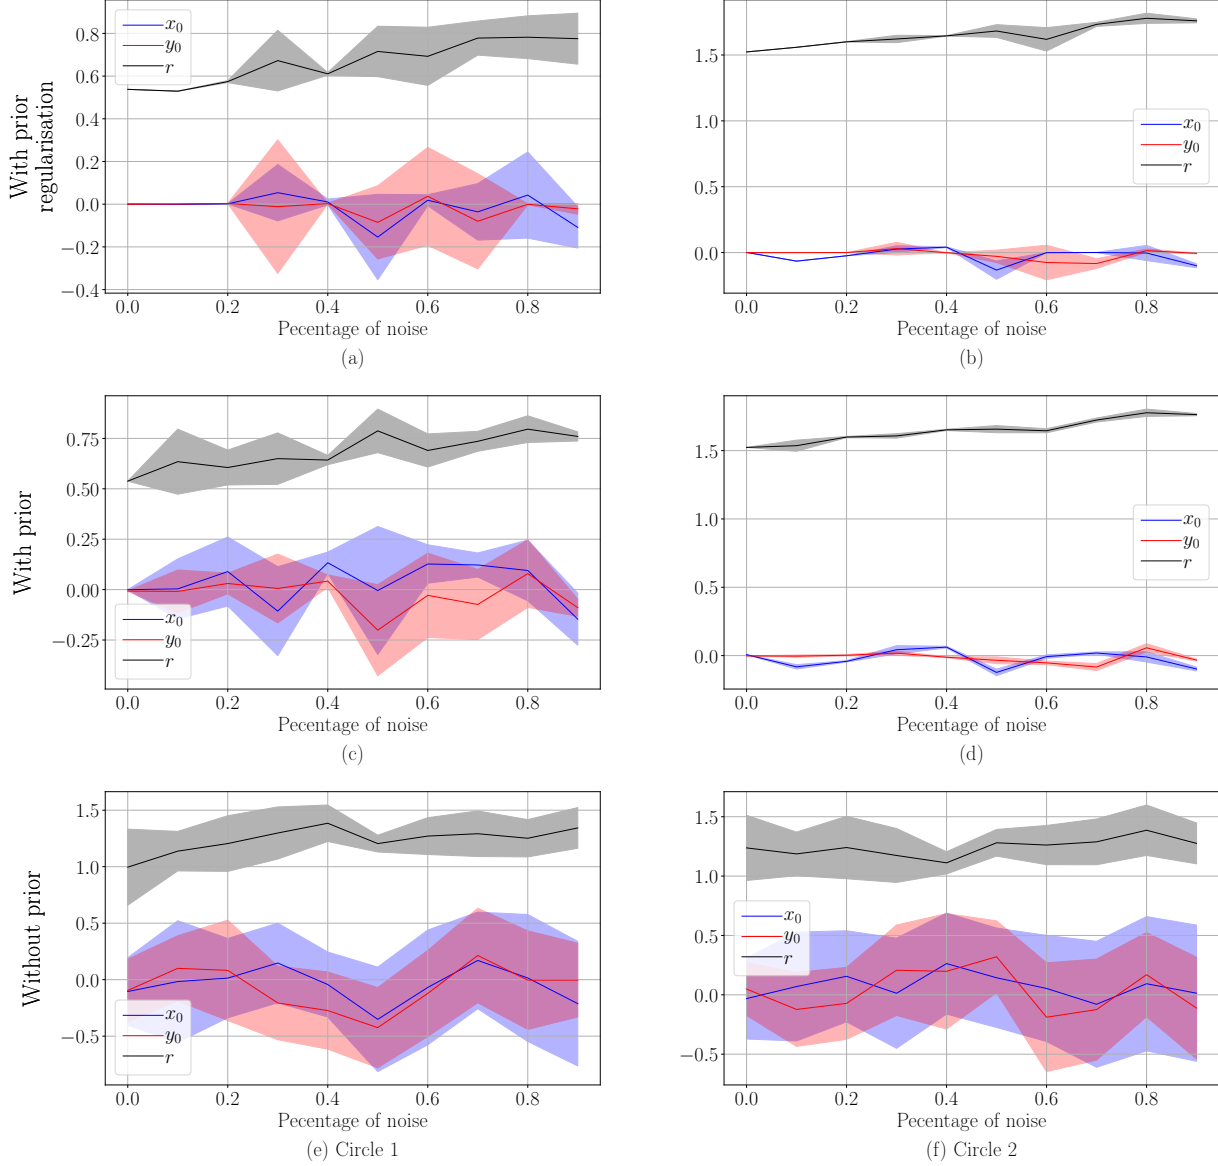 With prior
regularisation
0.8
0.6
0.4
0.2
0.0
−0.2
−0.4
x₀
y₀
r
0.0 0.2 0.4 0.6 0.8
Pecentage of noise
(a)
1.5
1.0
0.5
0.0
x₀
y₀
r
0.0 0.2 0.4 0.6 0.8
Pecentage of noise
(b)
With prior
0.75
0.50
0.25
0.00
−0.25
x₀
y₀
r
0.0 0.2 0.4 0.6 0.8
Pecentage of noise
(c)
1.5
1.0
0.5
0.0
x₀
y₀
r
0.0 0.2 0.4 0.6 0.8
Pecentage of noise
(d)
Without prior
1.5
1.0
0.5
0.0
−0.5
x₀
y₀
r
0.0 0.2 0.4 0.6 0.8
Pecentage of noise
(e) Circle 1
1.5
1.0
0.5
0.0
−0.5
x₀
y₀
r
0.0 0.2 0.4 0.6 0.8
Pecentage of noise
(f) Circle 2